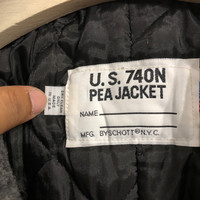 U.S. 740N
PEA JACKET
NAME
MFG. BY SCHOTT N.Y.C.